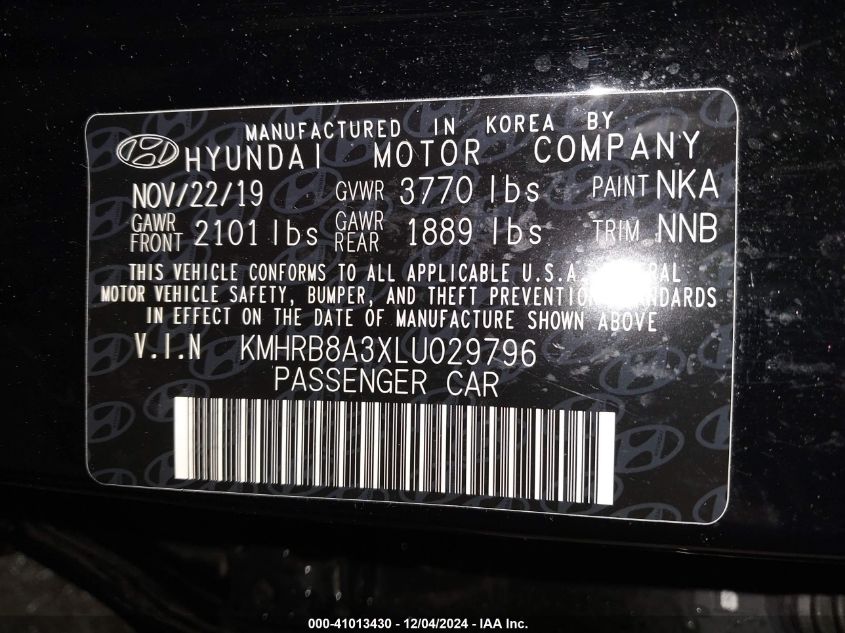 MANUFACTURED IN KOREA BY
HYUNDAI MOTOR COMPANY
NOV/22/19 GVWR 3770 lbs PAINT NKA
GAWR FRONT 2101 lbs GAWR REAR 1889 lbs TRIM NNB
THIS VEHICLE CONFORMS TO ALL APPLICABLE U.S.A.
MOTOR VEHICLE SAFETY, BUMPER, AND THEFT PREVENTION STANDARDS
IN EFFECT ON THE DATE OF MANUFACTURE SHOWN ABOVE
V.I.N KMHRB8A3XLU029796
PASSENGER CAR
000-41013430 - 12/04/2024 - IAA Inc.